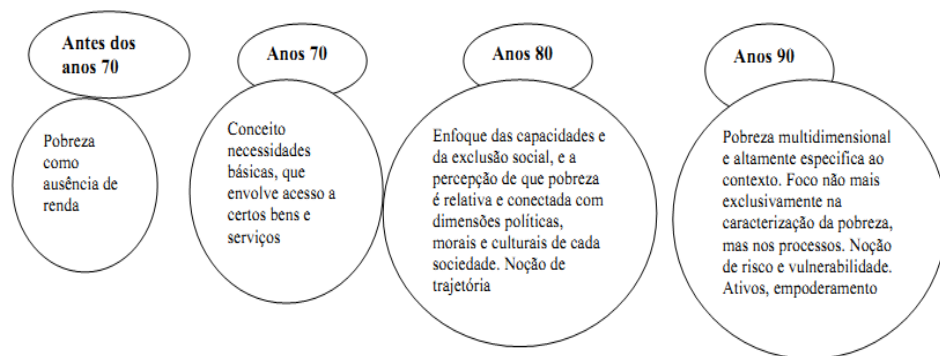 Antes dos
anos 70
Pobreza
como
ausência de
renda
Anos 70
Conceito
necessidades
básicas, que
envolve acesso a
certos bens e
serviços
Anos 80
Enfoque das capacidades e
da exclusão social, e a
percepção de que pobreza
é relativa e conectada com
dimensões políticas,
morais e culturais de cada
sociedade. Noção de
trajetória
Anos 90
Pobreza multidimensional
e altamente especifica ao
contexto. Foco não mais
exclusivamente na
caracterização da pobreza,
mas nos processos. Noção
de risco e vulnerabilidade.
Ativos, empoderamento